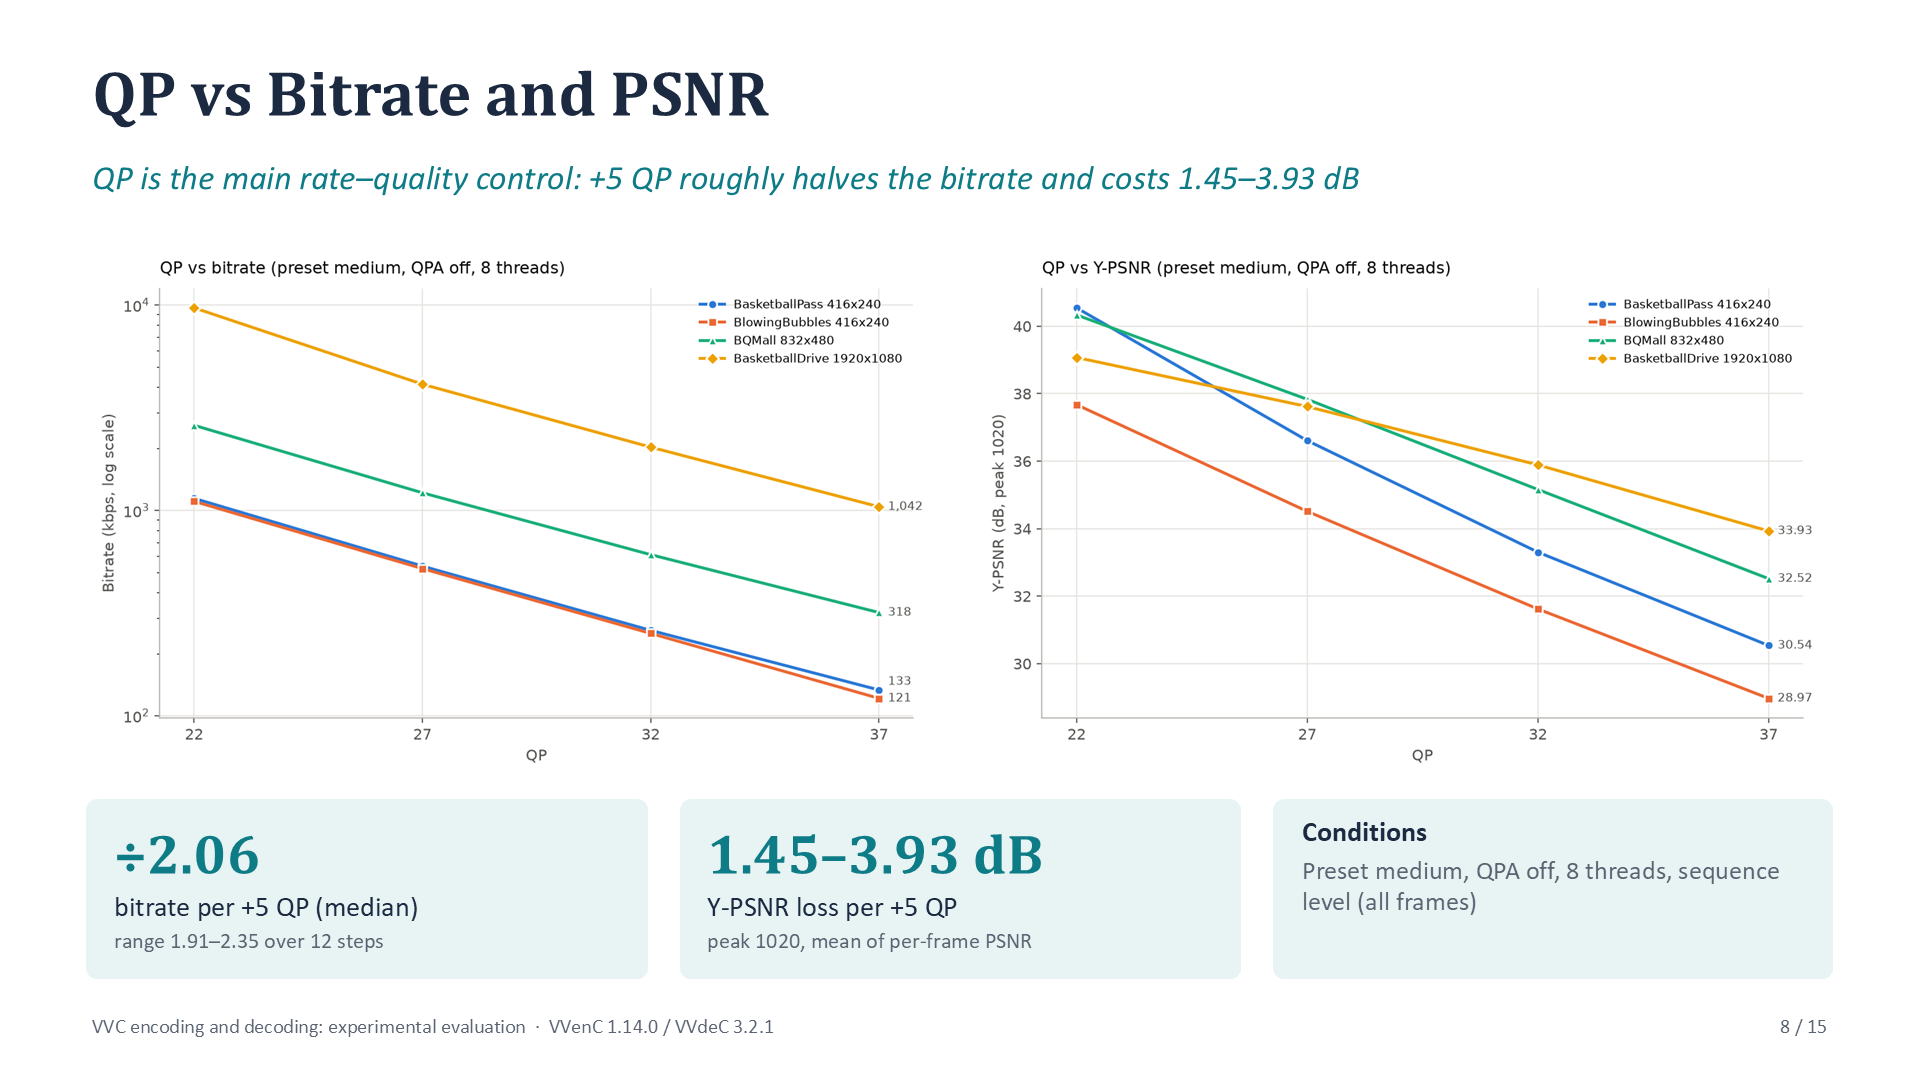 QP vs Bitrate and PSNR
QP is the main rate–quality control: +5 QP roughly halves the bitrate and costs 1.45–3.93 dB
QP vs bitrate (preset medium, QPA off, 8 threads)
BasketballPass 416x240
BlowingBubbles 416x240
BQMall 832x480
BasketballDrive 1920x1080
Bitrate (kbps, log scale)
10⁴
10³
10²
1,042
318
133
121
22 27 32 37
QP
QP vs Y-PSNR (preset medium, QPA off, 8 threads)
BasketballPass 416x240
BlowingBubbles 416x240
BQMall 832x480
BasketballDrive 1920x1080
Y-PSNR (dB, peak 1020)
40
38
36
34
32
30
33.93
32.52
30.54
28.97
22 27 32 37
QP
÷2.06
bitrate per +5 QP (median)
range 1.91–2.35 over 12 steps
1.45–3.93 dB
Y-PSNR loss per +5 QP
peak 1020, mean of per-frame PSNR
Conditions
Preset medium, QPA off, 8 threads, sequence
level (all frames)
VVC encoding and decoding: experimental evaluation · VVenC 1.14.0 / VVdeC 3.2.1
8 / 15